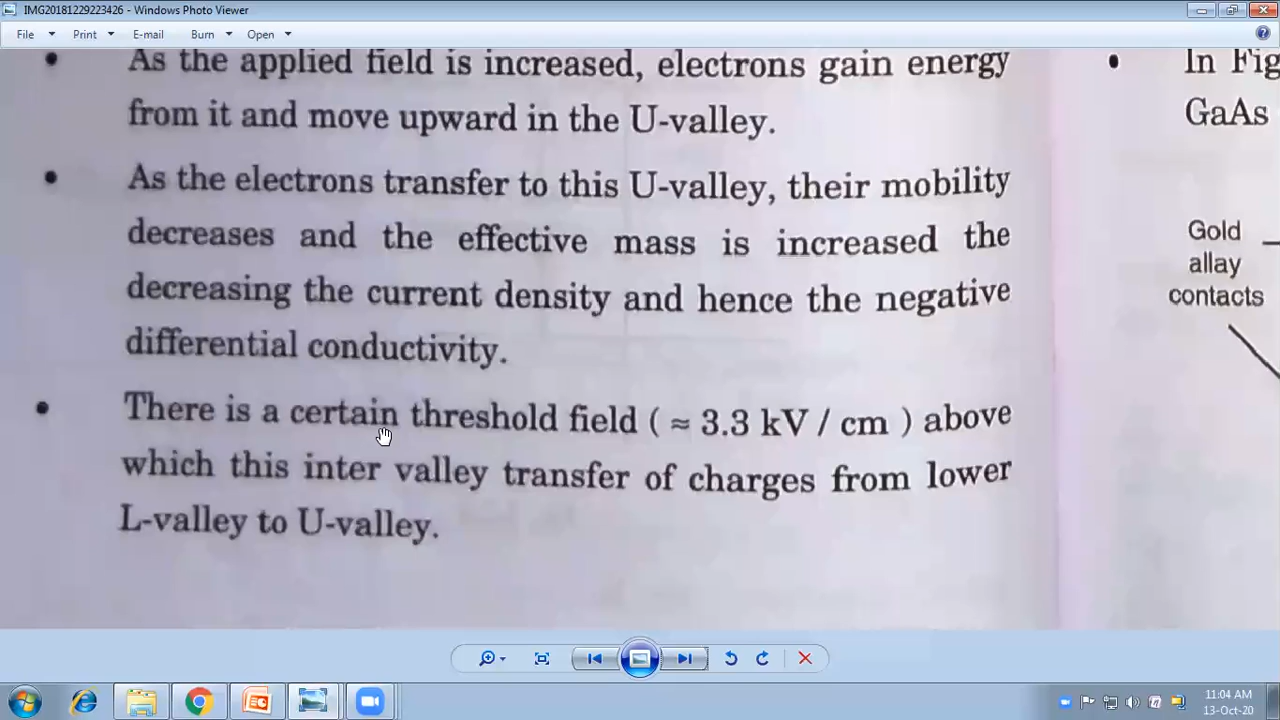 IMG20181229223426 - Windows Photo Viewer
File Print E-mail Burn Open
• As the applied field is increased, electrons gain energy
from it and move upward in the U-valley.
• As the electrons transfer to this U-valley, their mobility
decreases and the effective mass is increased the
decreasing the current density and hence the negative
differential conductivity.
• There is a certain threshold field ( ≈ 3.3 kV / cm ) above
which this inter valley transfer of charges from lower
L-valley to U-valley.
• In Fig
GaAs
Gold
allay
contacts
11:04 AM
13-Oct-20